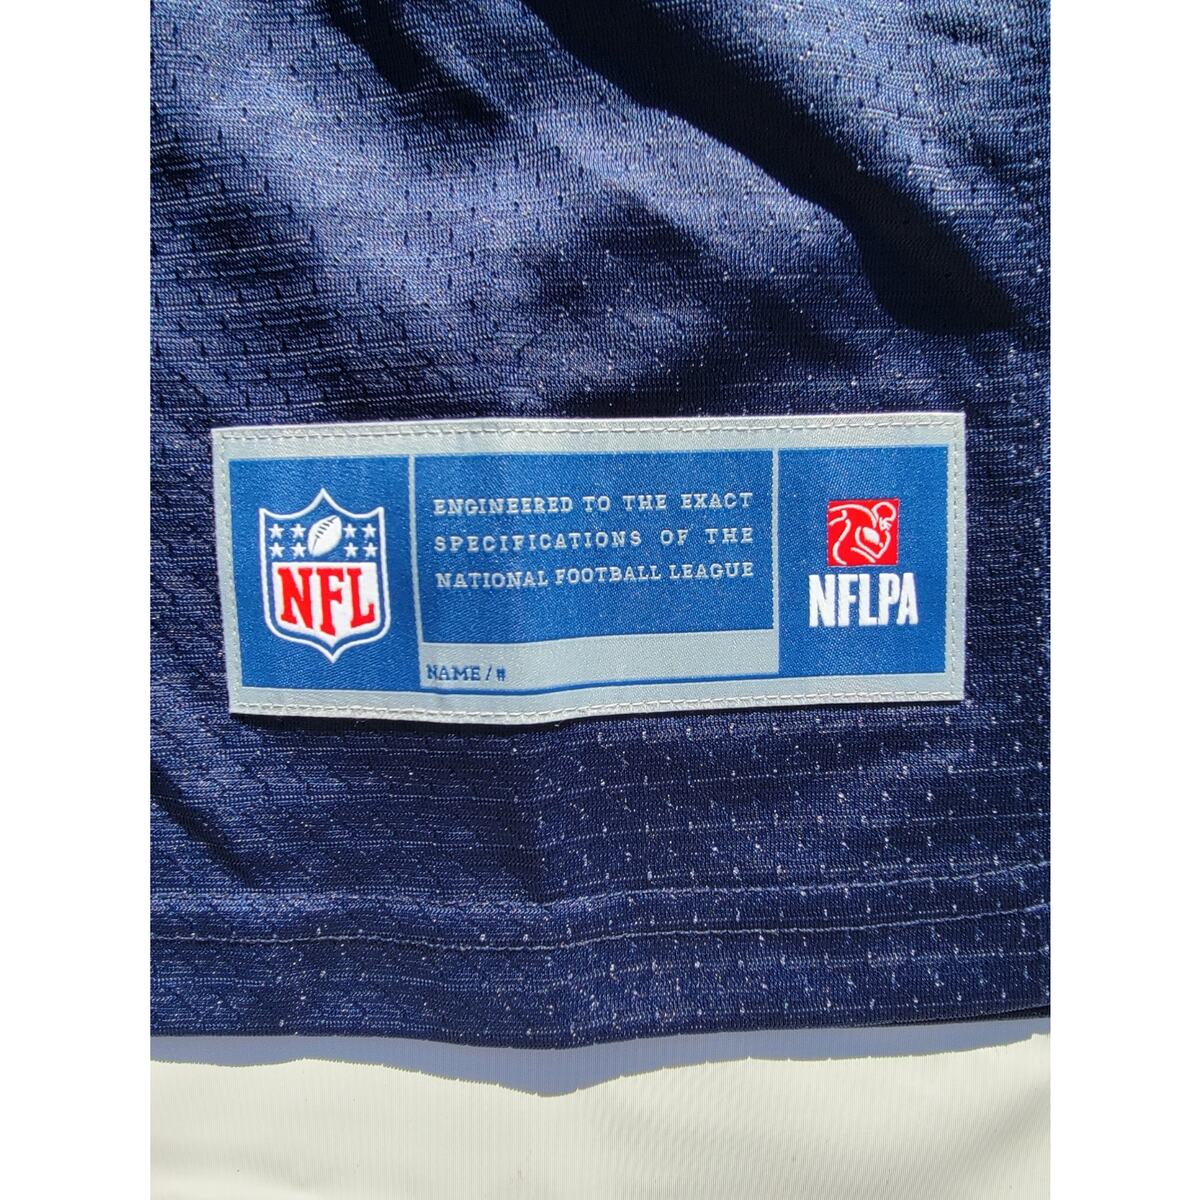 NFL
ENGINEERED TO THE EXACT
SPECIFICATIONS OF THE
NATIONAL FOOTBALL LEAGUE
NAME / #
NFLPA